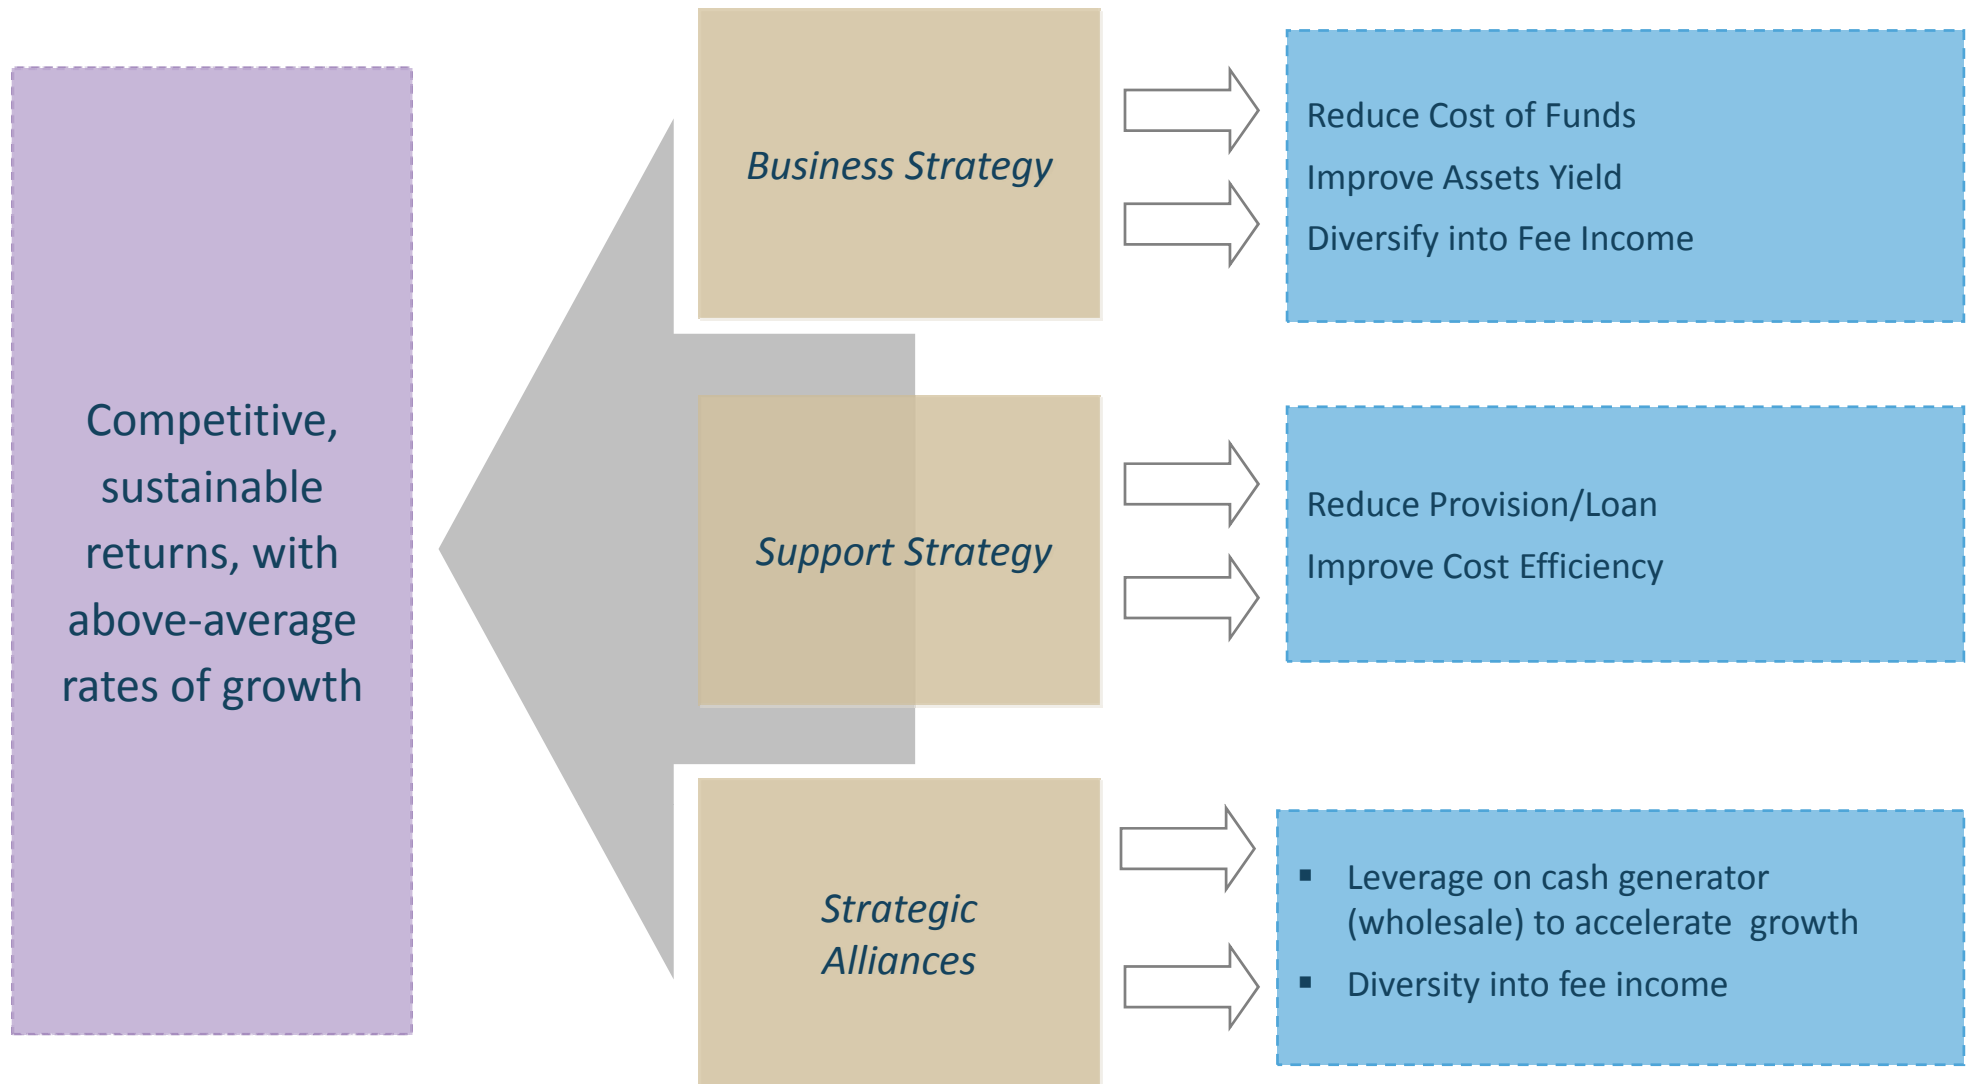 Competitive,
sustainable
returns, with
above-average
rates of growth
Business Strategy
Reduce Cost of Funds
Improve Assets Yield
Diversify into Fee Income
Support Strategy
Reduce Provision/Loan
Improve Cost Efficiency
Strategic
Alliances
▪ Leverage on cash generator
(wholesale) to accelerate growth
▪ Diversity into fee income